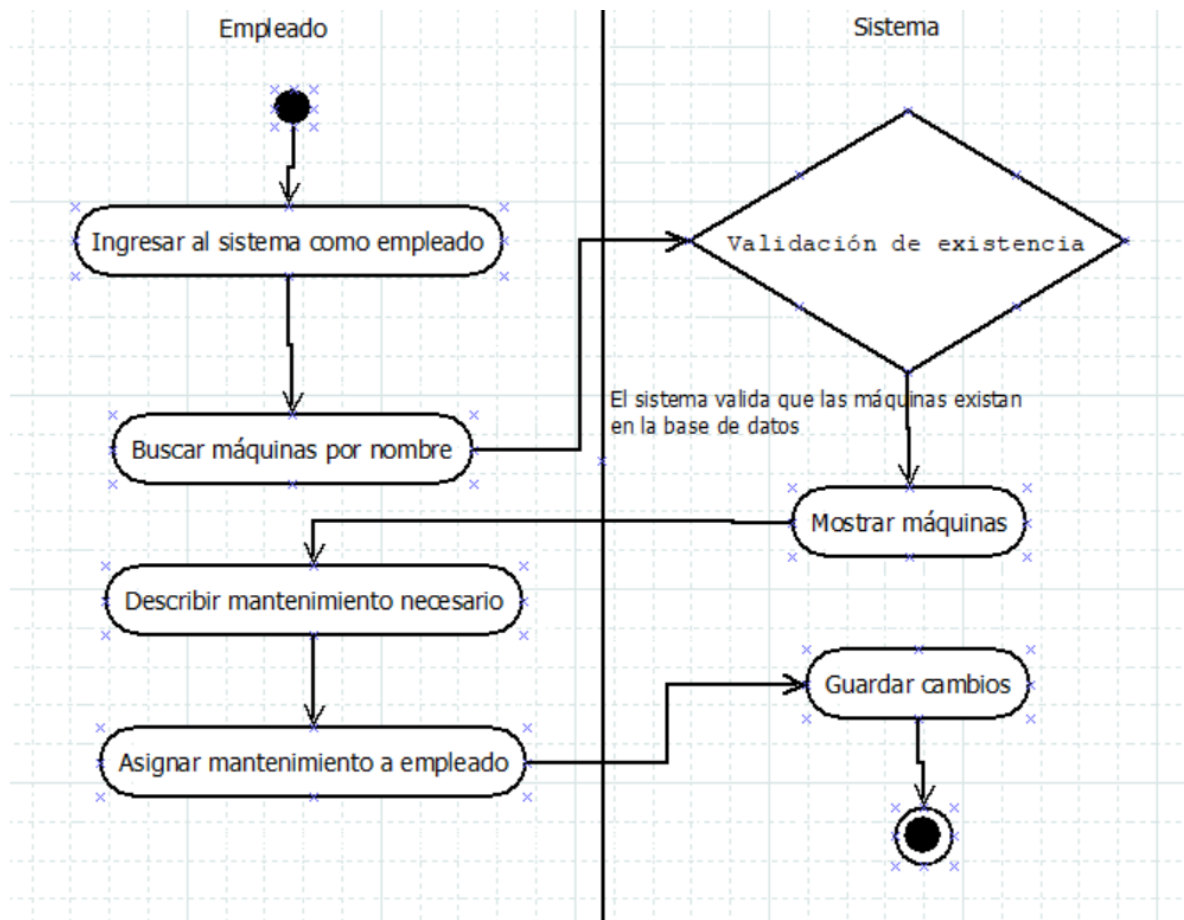 Empleado
Sistema
Ingresar al sistema como empleado
Validación de existencia
El sistema valida que las máquinas existan
en la base de datos
Buscar máquinas por nombre
Mostrar máquinas
Describir mantenimiento necesario
Asignar mantenimiento a empleado
Guardar cambios